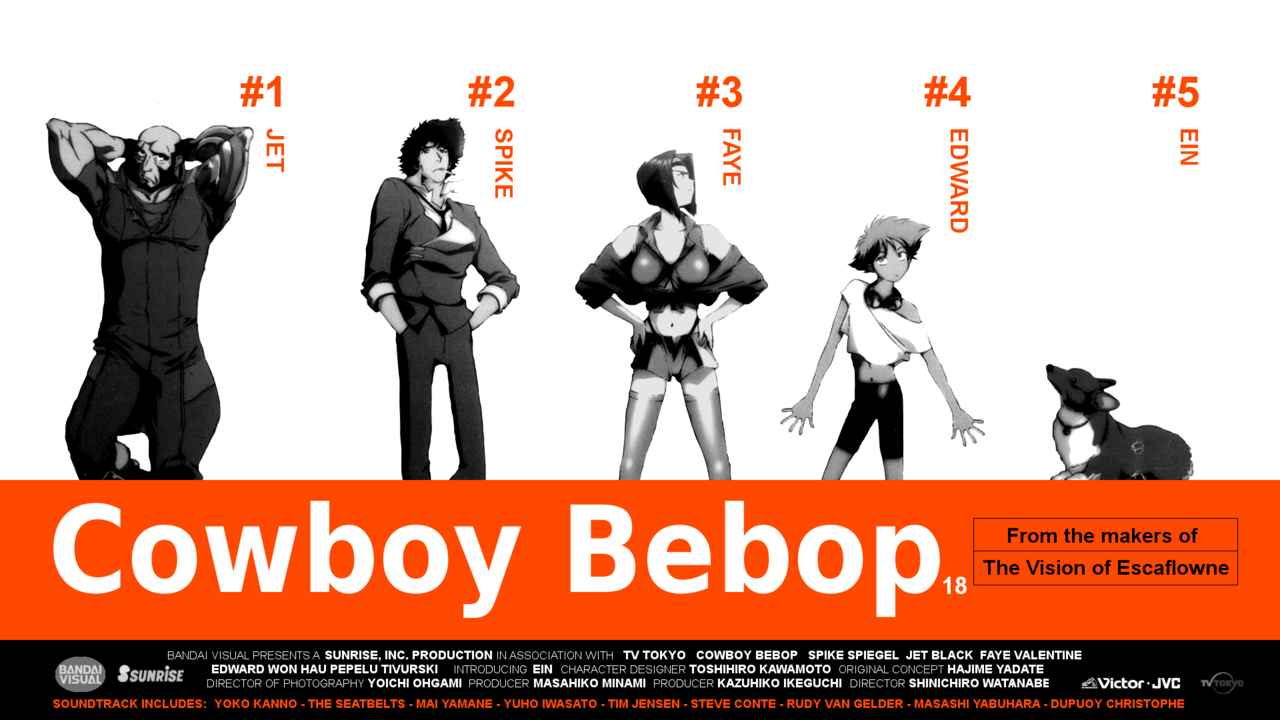 #1
JET
#2
SPIKE
#3
FAYE
#4
EDWARD
#5
EIN
Cowboy Bebop 18
From the makers of
The Vision of Escaflowne
BANDAI VISUAL PRESENTS A SUNRISE, INC. PRODUCTION IN ASSOCIATION WITH TV TOKYO COWBOY BEBOP SPIKE SPIEGEL JET BLACK FAYE VALENTINE
EDWARD WON HAU PEPELU TIVURSKI INTRODUCING EIN CHARACTER DESIGNER TOSHIHIRO KAWAMOTO ORIGINAL CONCEPT HAJIME YADATE
DIRECTOR OF PHOTOGRAPHY YOICHI OHGAMI PRODUCER MASAHIKO MINAMI PRODUCER KAZUHIKO IKEGUCHI DIRECTOR SHINICHIRO WATANABE
BANDAI
VISUAL
SUNRISE
Victor · JVC
TV TOKYO
SOUNDTRACK INCLUDES: YOKO KANNO - THE SEATBELTS - MAI YAMANE - YUHO IWASATO - TIM JENSEN - STEVE CONTE - RUDY VAN GELDER - MASASHI YABUHARA - DUPUOY CHRISTOPHE